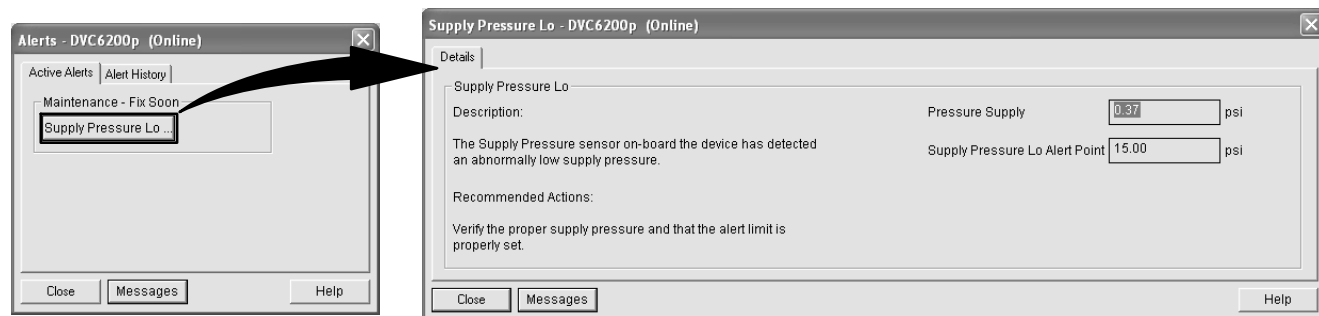 Alerts - DVC6200p (Online)
Active Alerts
Alert History
Maintenance - Fix Soon
Supply Pressure Lo ...
Close
Messages
Help
Supply Pressure Lo - DVC6200p (Online)
Details
Supply Pressure Lo
Description:
The Supply Pressure sensor on-board the device has detected
an abnormally low supply pressure.
Recommended Actions:
Verify the proper supply pressure and that the alert limit is
properly set.
Pressure Supply 0.37 psi
Supply Pressure Lo Alert Point 15.00 psi
Close
Messages
Help